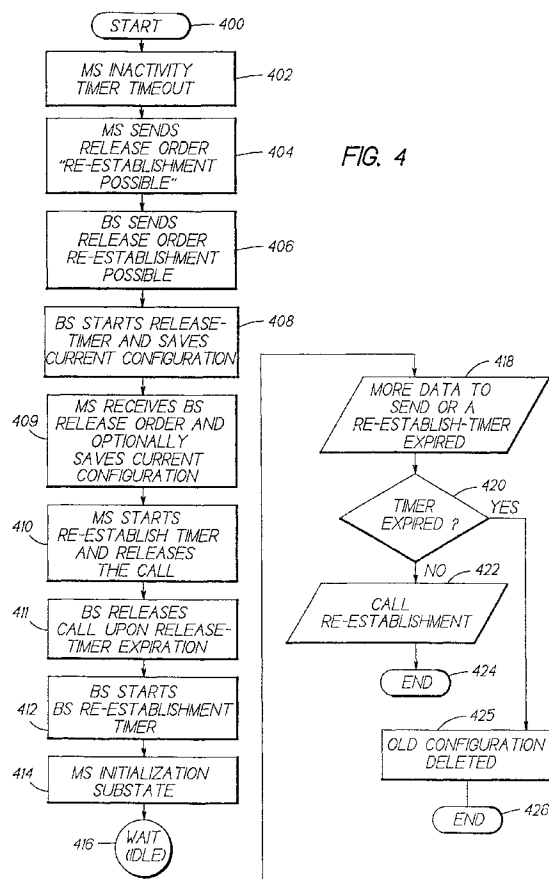 START
400
MS INACTIVITY
TIMER TIMEOUT
402
MS SENDS
RELEASE ORDER
"RE-ESTABLISHMENT
POSSIBLE"
404
FIG. 4
BS SENDS
RELEASE ORDER
RE-ESTABLISHMENT
POSSIBLE
406
BS STARTS RELEASE-
TIMER AND SAVES
CURRENT CONFIGURATION
408
409
MS RECEIVES BS
RELEASE ORDER AND
OPTIONALLY
SAVES CURRENT
CONFIGURATION
410
MS STARTS
RE-ESTABLISH TIMER
AND RELEASES
THE CALL
411
BS RELEASES
CALL UPON RELEASE-
TIMER EXPIRATION
412
BS STARTS
BS RE-ESTABLISHMENT
TIMER
414
MS INITIALIZATION
SUBSTATE
416
WAIT
(IDLE)
418
MORE DATA TO
SEND OR A
RE-ESTABLISH-TIMER
EXPIRED
420
TIMER
EXPIRED ?
YES
NO
422
CALL
RE-ESTABLISHMENT
END
424
425
OLD CONFIGURATION
DELETED
END
426